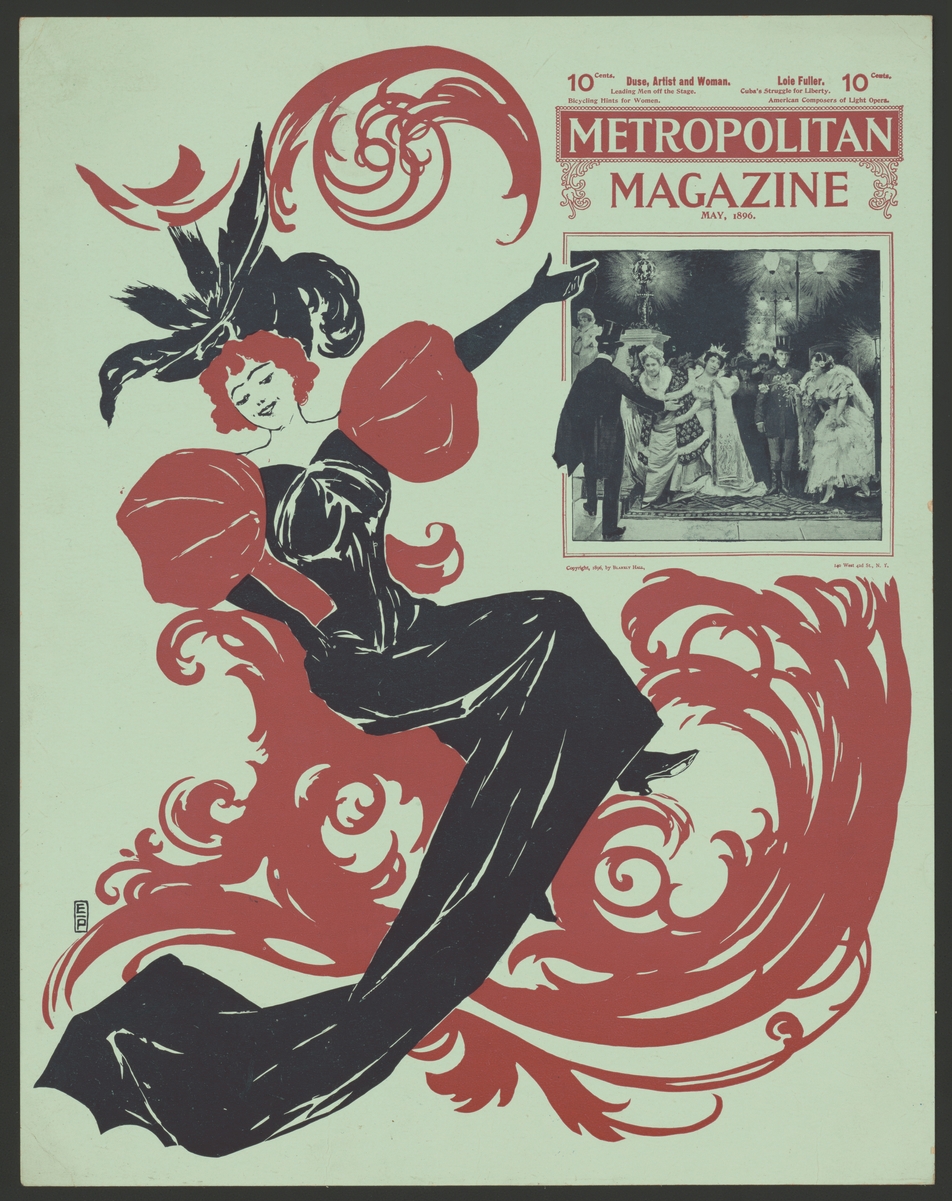 10 Cents. Duse, Artist and Woman. Loie Fuller. 10 Cents.
Leading Men off the Stage. Cuba's Struggle for Liberty.
Bicycling Hints for Women. American Composers of Light Opera.
METROPOLITAN
MAGAZINE
MAY, 1896.
Copyright, 1896, by Blakely Hall, 140 West 42d St., N. Y.
EP